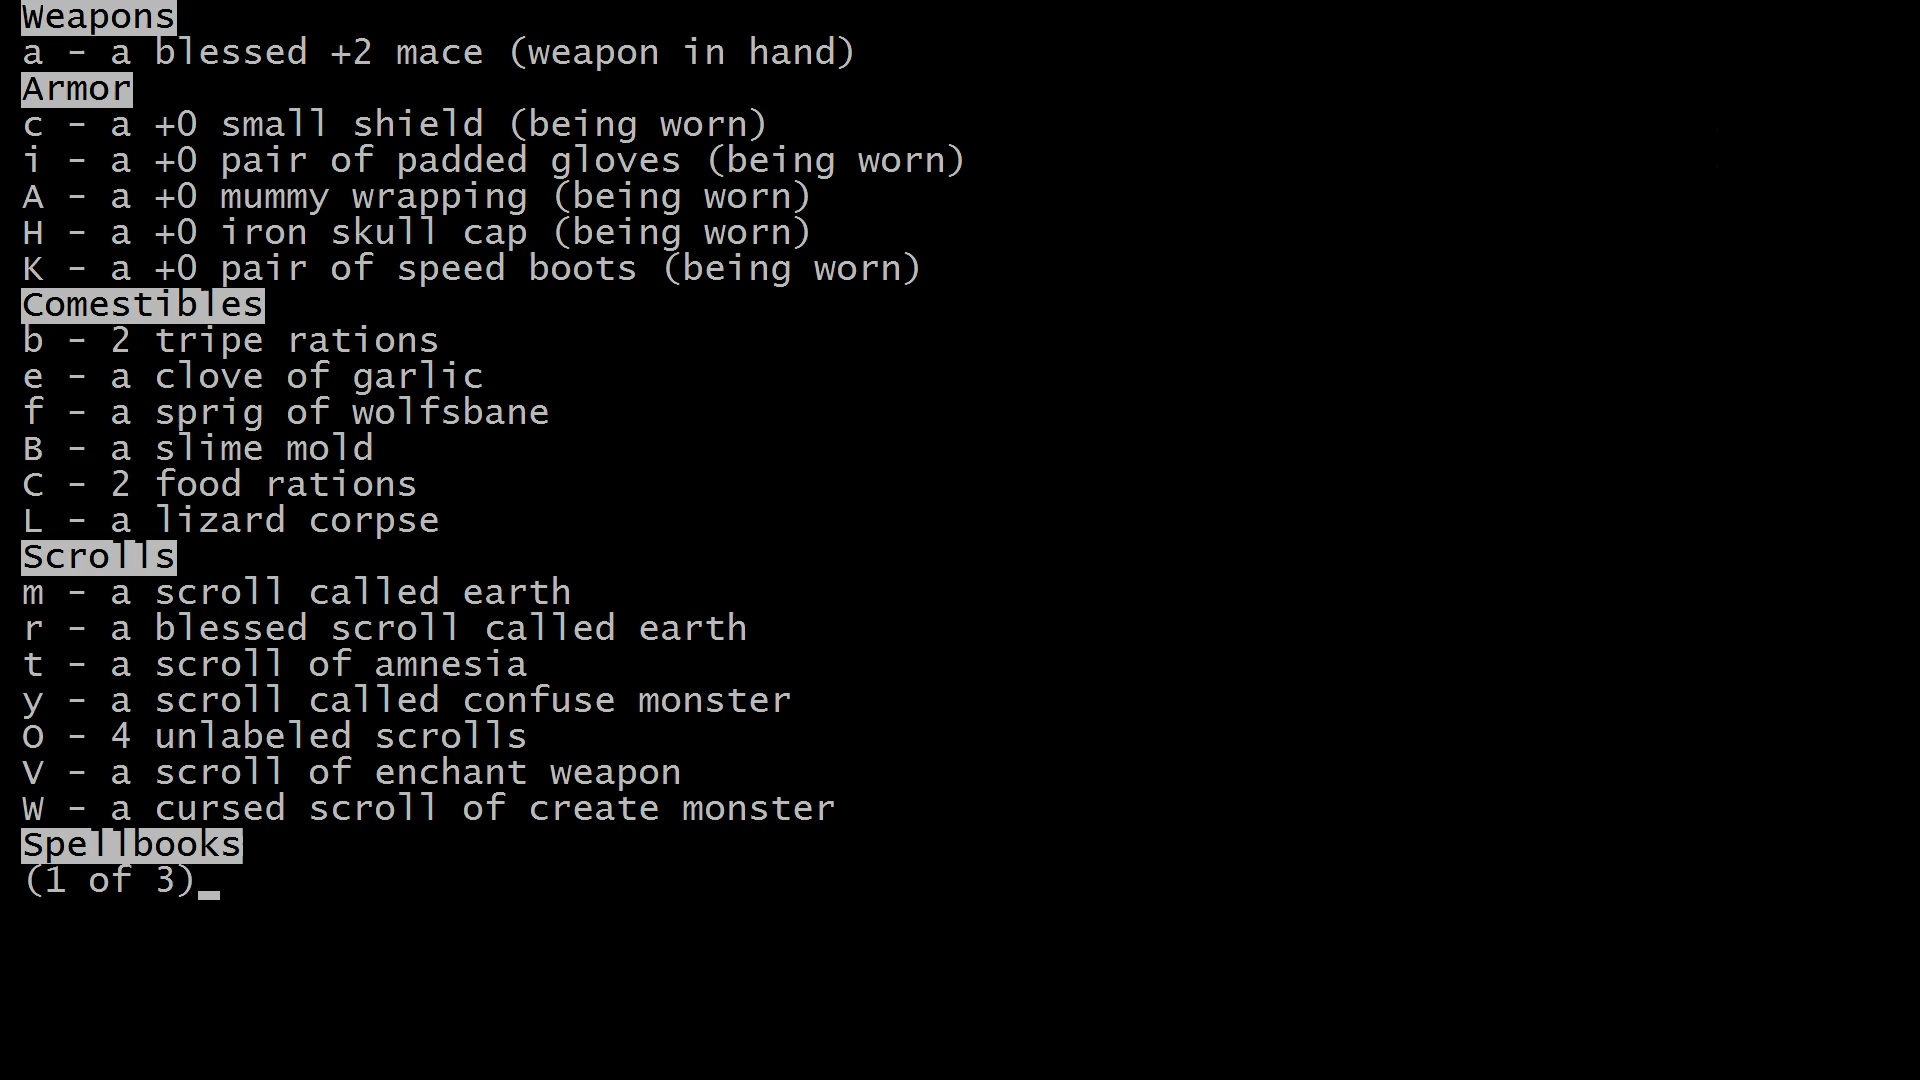 Weapons
a - a blessed +2 mace (weapon in hand)
Armor
c - a +0 small shield (being worn)
i - a +0 pair of padded gloves (being worn)
A - a +0 mummy wrapping (being worn)
H - a +0 iron skull cap (being worn)
K - a +0 pair of speed boots (being worn)
Comestibles
b - 2 tripe rations
e - a clove of garlic
f - a sprig of wolfsbane
B - a slime mold
C - 2 food rations
L - a lizard corpse
Scrolls
m - a scroll called earth
r - a blessed scroll called earth
t - a scroll of amnesia
y - a scroll called confuse monster
O - 4 unlabeled scrolls
V - a scroll of enchant weapon
W - a cursed scroll of create monster
Spellbooks
(1 of 3)